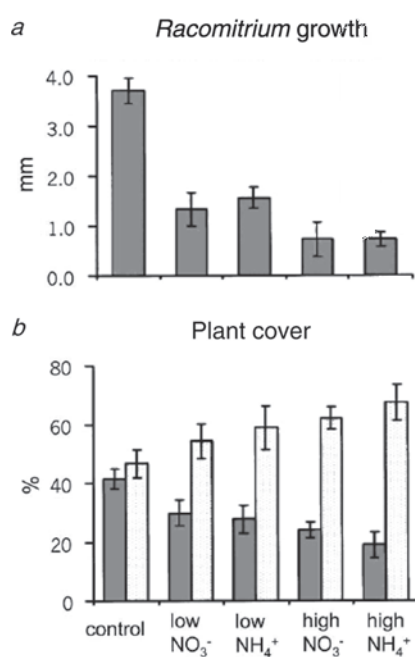 a Racomitrium growth
4.0
3.0
2.0
1.0
0.0
mm
b Plant cover
80
60
40
20
0
%
control
low NO₃⁻
low NH₄⁺
high NO₃⁻
high NH₄⁺